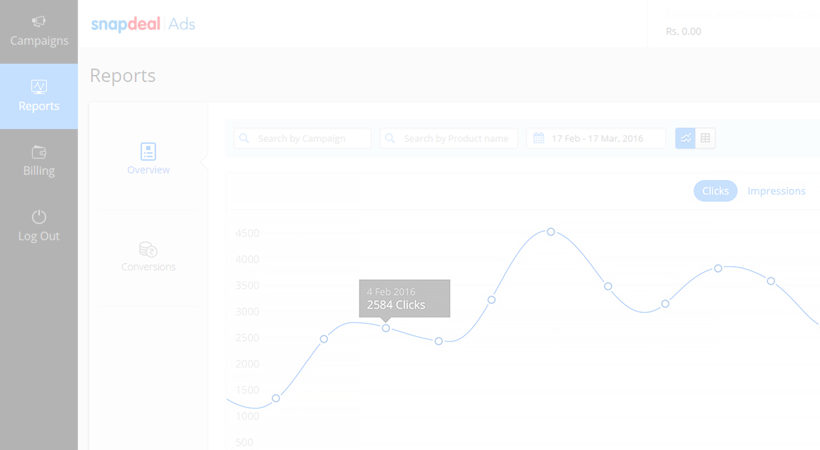 Campaigns
Reports
Billing
Log Out
snapdeal Ads
Rs. 0.00
Reports
Overview
Conversions
Search by Campaign
Search by Product name
17 Feb - 17 Mar, 2016
Clicks
Impressions
4500
4000
3500
3000
2500
2000
1500
1000
500
4 Feb 2016
2584 Clicks